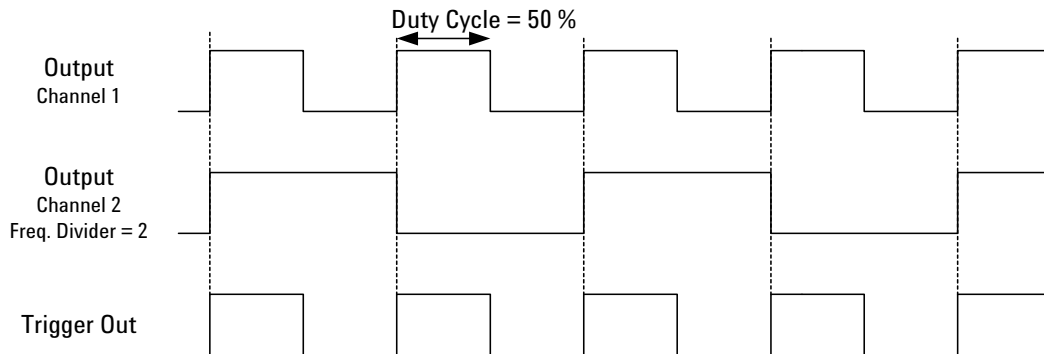 Duty Cycle = 50 %
Output
Channel 1
Output
Channel 2
Freq. Divider = 2
Trigger Out